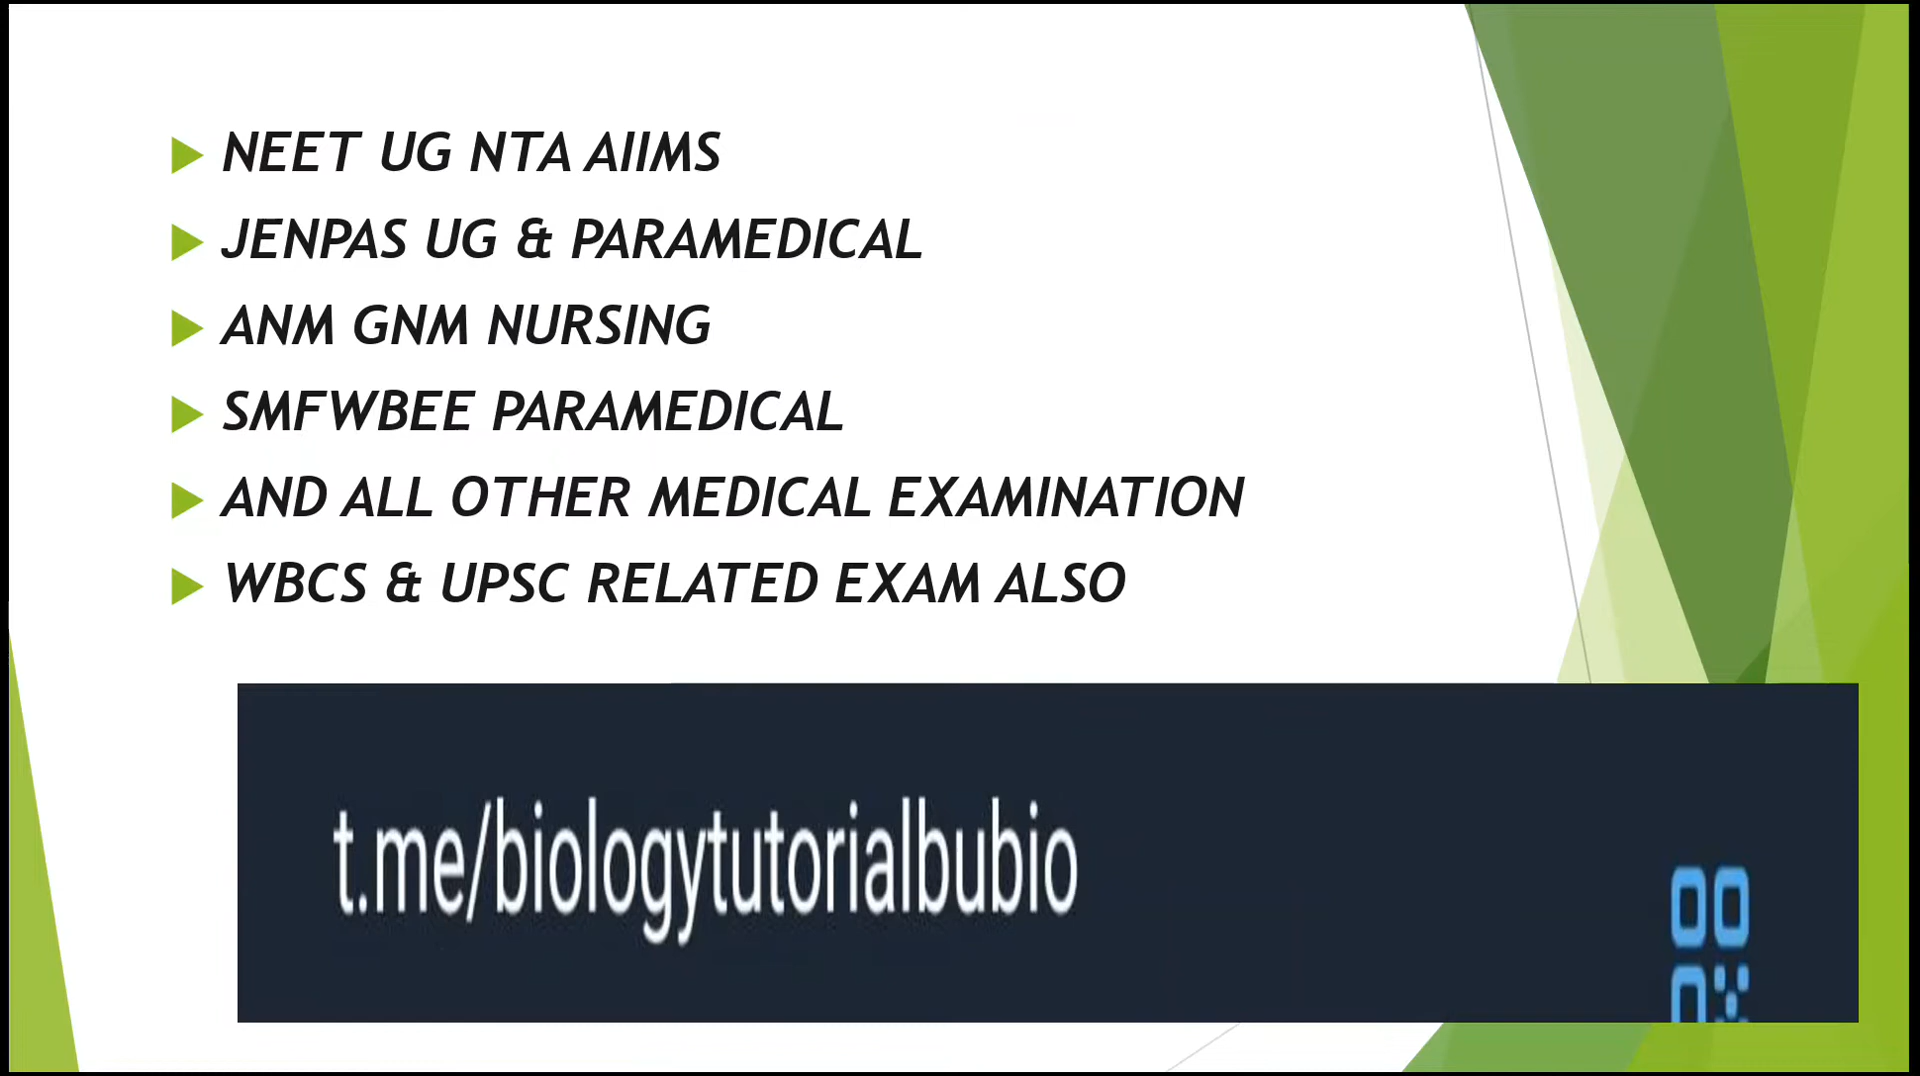 NEET UG NTA AIIMS
JENPAS UG & PARAMEDICAL
ANM GNM NURSING
SMFWBEE PARAMEDICAL
AND ALL OTHER MEDICAL EXAMINATION
WBCS & UPSC RELATED EXAM ALSO
t.me/biologytutorialbubio